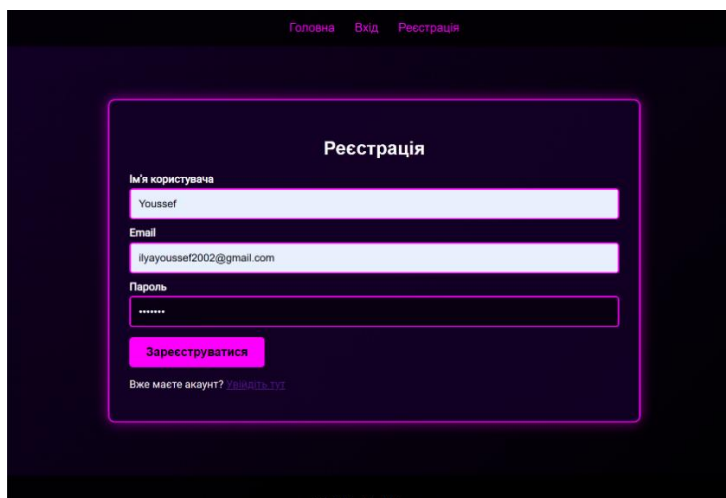 Головна Вхід Реєстрація
Реєстрація
Ім'я користувача
Youssef
Email
ilyayoussef2002@gmail.com
Пароль
•••••••
Зареєструватися
Вже маєте акаунт? Увійдіть тут